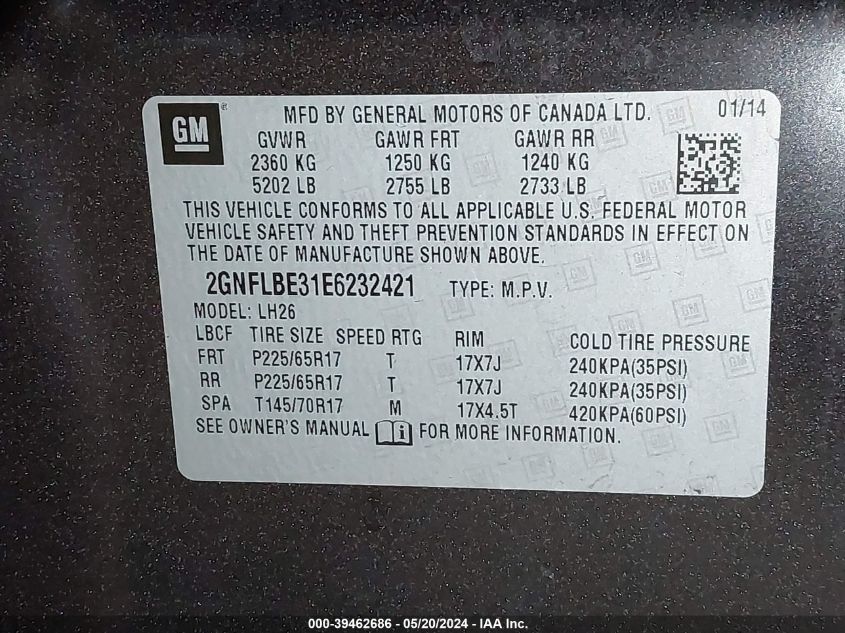 GM ® MFD BY GENERAL MOTORS OF CANADA LTD. 01/14
GVWR GAWR FRT GAWR RR
2360 KG 1250 KG 1240 KG
5202 LB 2755 LB 2733 LB
THIS VEHICLE CONFORMS TO ALL APPLICABLE U.S. FEDERAL MOTOR
VEHICLE SAFETY AND THEFT PREVENTION STANDARDS IN EFFECT ON
THE DATE OF MANUFACTURE SHOWN ABOVE.
2GNFLBE31E6232421 TYPE: M.P.V.
MODEL: LH26
LBCF TIRE SIZE SPEED RTG RIM COLD TIRE PRESSURE
FRT P225/65R17 T 17X7J 240KPA(35PSI)
RR P225/65R17 T 17X7J 240KPA(35PSI)
SPA T145/70R17 M 17X4.5T 420KPA(60PSI)
SEE OWNER'S MANUAL i FOR MORE INFORMATION.
000-39462686 - 05/20/2024 - IAA Inc.